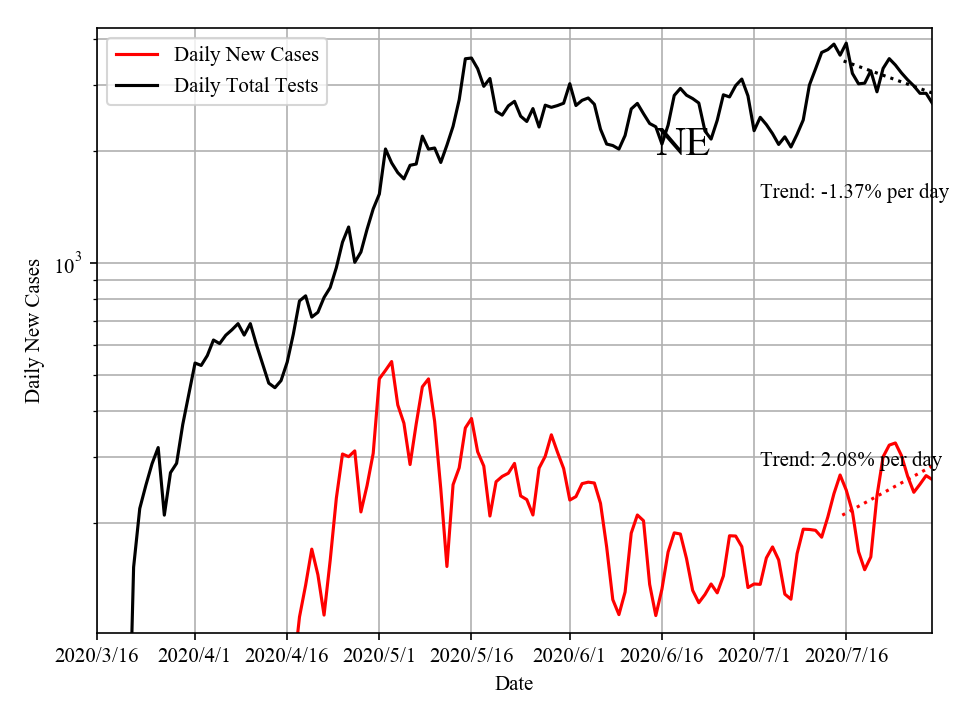 Daily New Cases
Daily Total Tests
NE
Trend: -1.37% per day
10^3
Daily New Cases
Trend: 2.08% per day
2020/3/16 2020/4/1 2020/4/16 2020/5/1 2020/5/16 2020/6/1 2020/6/16 2020/7/1 2020/7/16
Date